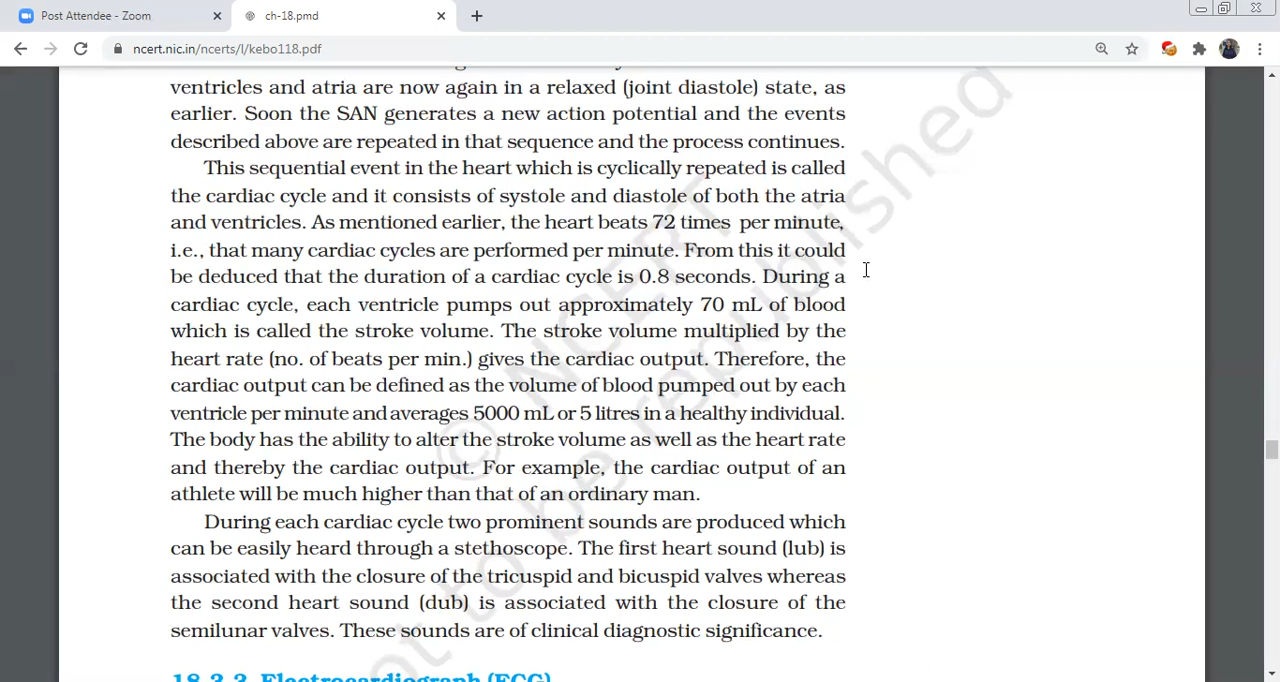 Post Attendee - Zoom
ch-18.pmd
ncert.nic.in/ncerts/l/kebo118.pdf
ventricles and atria are now again in a relaxed (joint diastole) state, as
earlier. Soon the SAN generates a new action potential and the events
described above are repeated in that sequence and the process continues.
This sequential event in the heart which is cyclically repeated is called
the cardiac cycle and it consists of systole and diastole of both the atria
and ventricles. As mentioned earlier, the heart beats 72 times per minute,
i.e., that many cardiac cycles are performed per minute. From this it could
be deduced that the duration of a cardiac cycle is 0.8 seconds. During a
cardiac cycle, each ventricle pumps out approximately 70 mL of blood
which is called the stroke volume. The stroke volume multiplied by the
heart rate (no. of beats per min.) gives the cardiac output. Therefore, the
cardiac output can be defined as the volume of blood pumped out by each
ventricle per minute and averages 5000 mL or 5 litres in a healthy individual.
The body has the ability to alter the stroke volume as well as the heart rate
and thereby the cardiac output. For example, the cardiac output of an
athlete will be much higher than that of an ordinary man.
During each cardiac cycle two prominent sounds are produced which
can be easily heard through a stethoscope. The first heart sound (lub) is
associated with the closure of the tricuspid and bicuspid valves whereas
the second heart sound (dub) is associated with the closure of the
semilunar valves. These sounds are of clinical diagnostic significance.
18.3.3 Electrocardiograph (ECG)
© NCERT
not to be republished